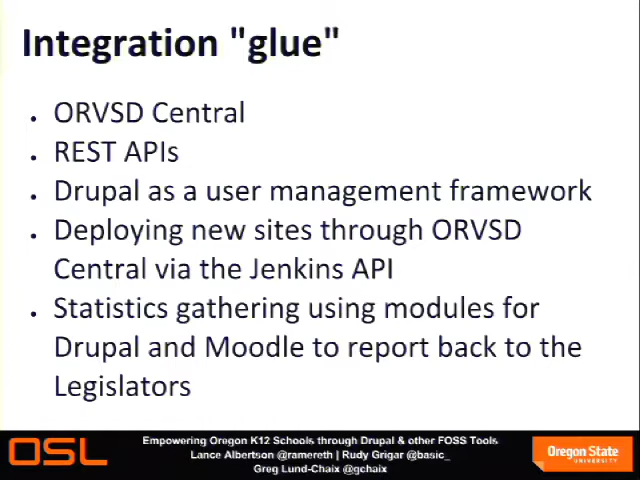 Integration "glue"
• ORVSD Central
• REST APIs
• Drupal as a user management framework
• Deploying new sites through ORVSD
Central via the Jenkins API
• Statistics gathering using modules for
Drupal and Moodle to report back to the
Legislators
OSL
Empowering Oregon K12 Schools through Drupal & other FOSS Tools
Lance Albertson @ramereth | Rudy Grigar @basic_
Greg Lund-Chaix @gchaix
Oregon State
UNIVERSITY